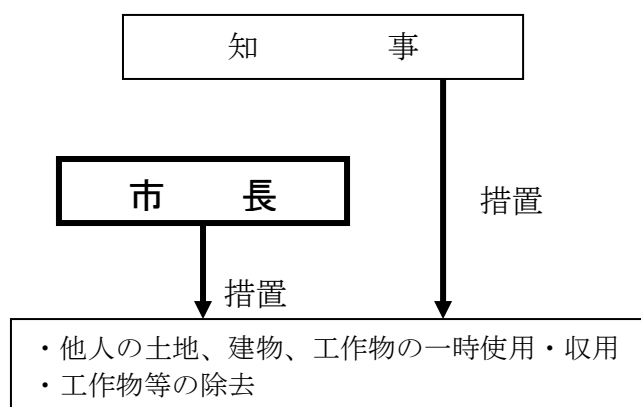 知　　　事
市　　長
措置
措置
・他人の土地、建物、工作物の一時使用・収用
・工作物等の除去